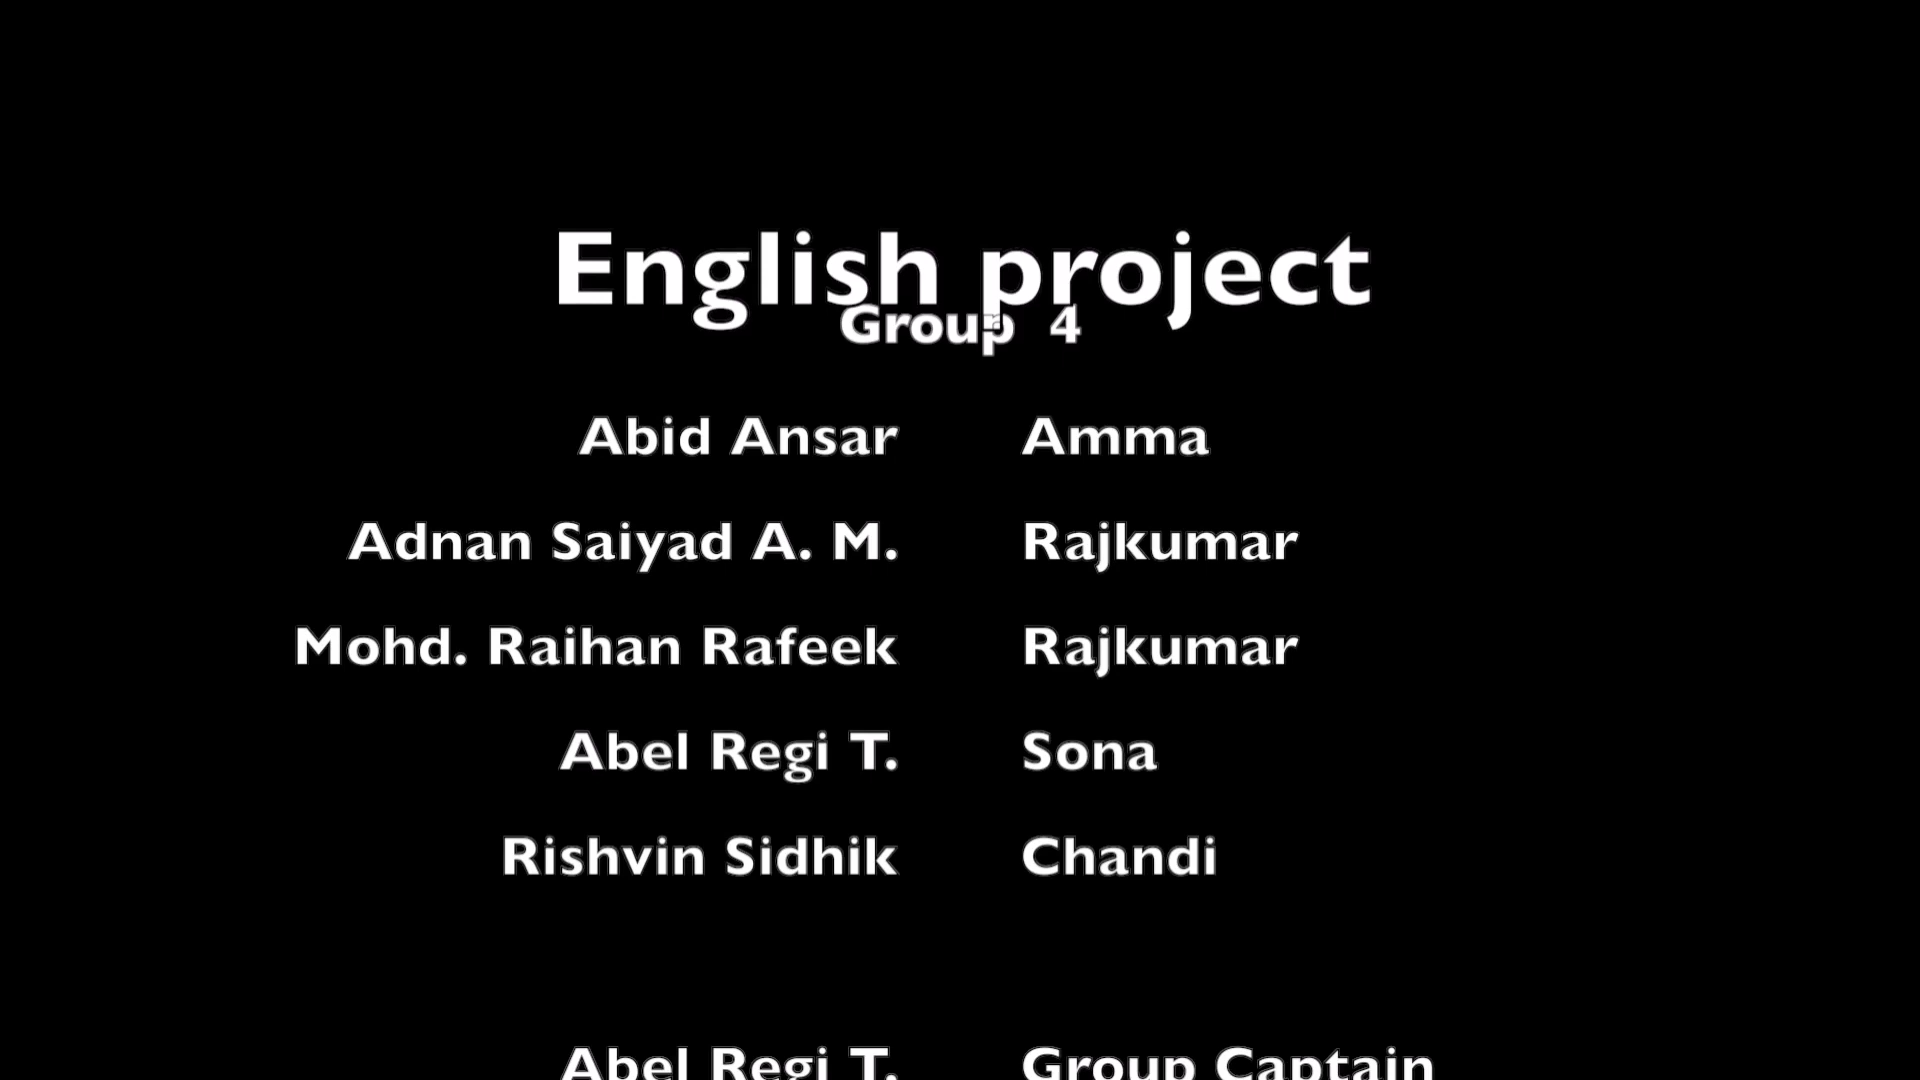 English project
Group 4
Abid Ansar Amma
Adnan Saiyad A. M. Rajkumar
Mohd. Raihan Rafeek Rajkumar
Abel Regi T. Sona
Rishvin Sidhik Chandi
Abel Regi T. Group Captain